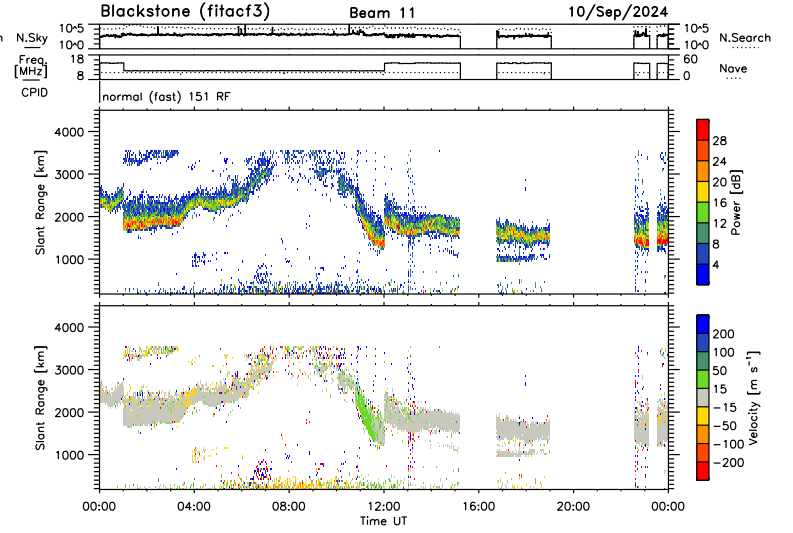 Blackstone (fitacf3) Beam 11 10/Sep/2024
h N.Sky 10^5 10^0 10^5 10^0 N.Search
Freq. [MHz] 18 8 60 0 Nave
CPID normal (fast) 151 RF
Slant Range [km] 4000 3000 2000 1000
Power [dB] 28 24 20 16 12 8 4
Slant Range [km] 4000 3000 2000 1000
Velocity [m s⁻¹] 200 100 50 15 −15 −50 −100 −200
00:00 04:00 08:00 12:00 16:00 20:00 00:00
Time UT